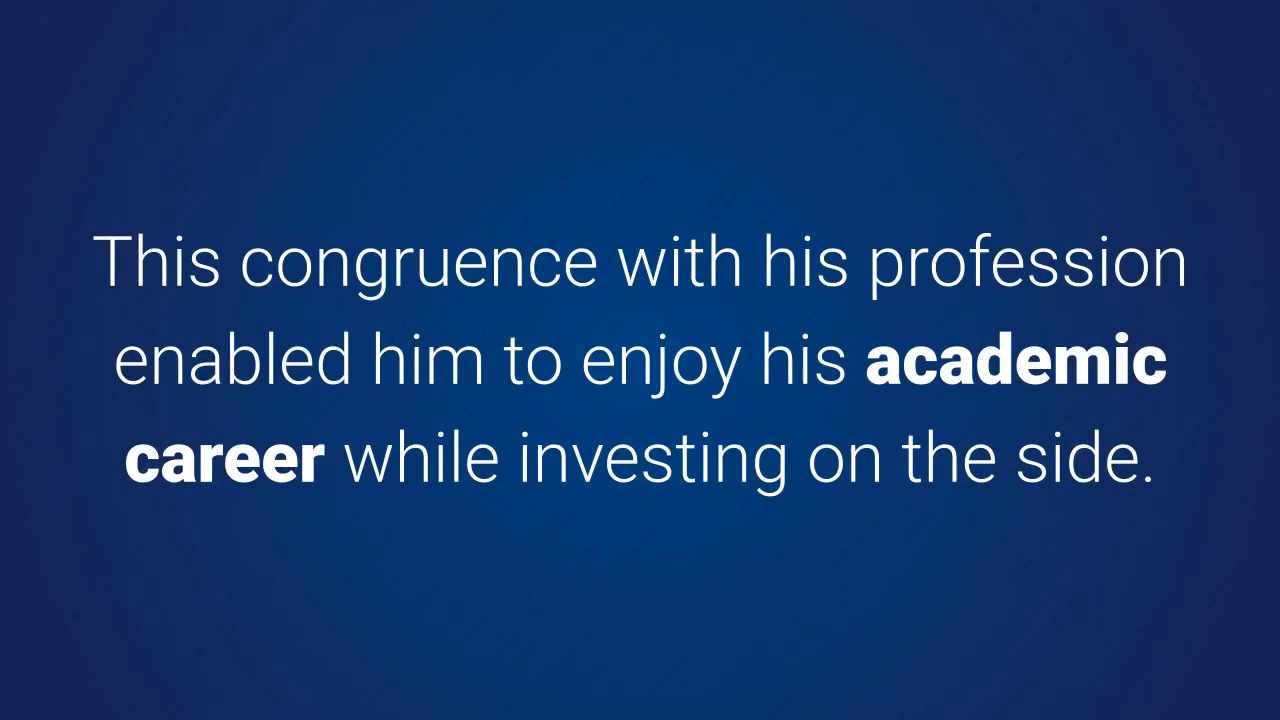 This congruence with his profession
enabled him to enjoy his academic
career while investing on the side.